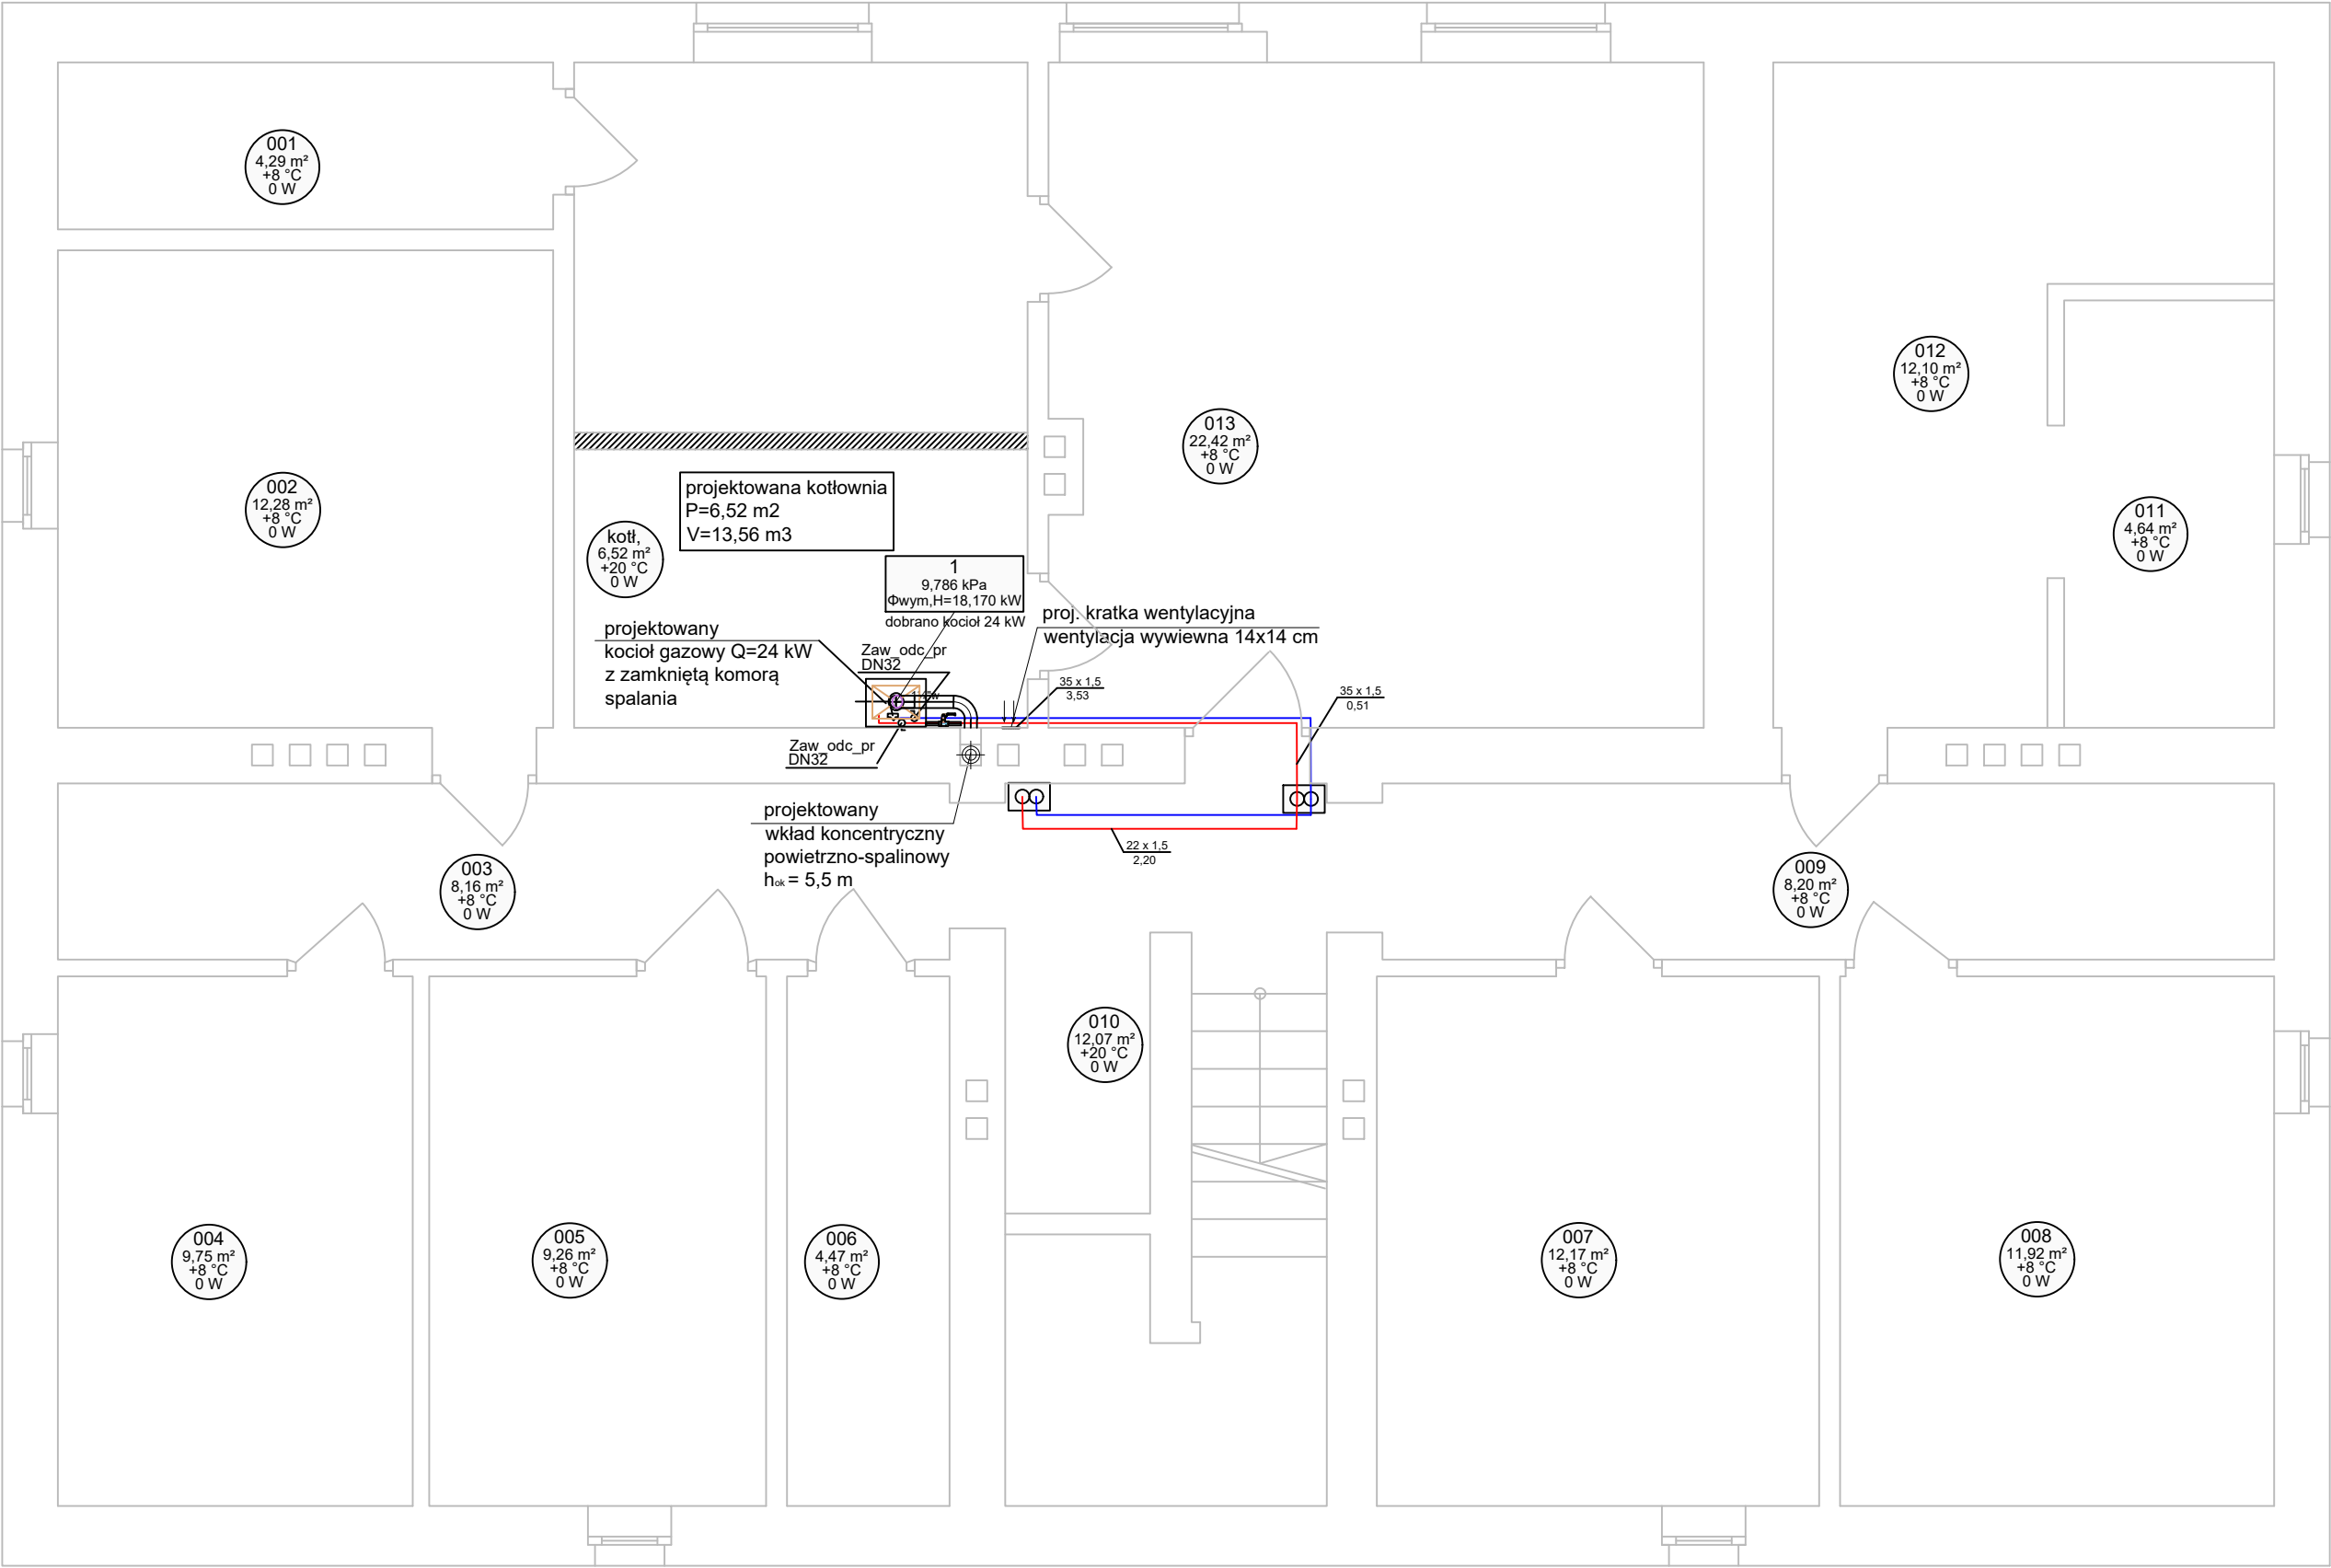 001
4,29 m²
+8 °C
0 W
012
12,10 m²
+8 °C
0 W
013
22,42 m²
+8 °C
0 W
002
12,28 m²
+8 °C
0 W
projektowana kotłownia
P=6,52 m2
V=13,56 m3
kotł,
6,52 m²
+20 °C
0 W
011
4,64 m²
+8 °C
0 W
1
9,786 kPa
Φwym,H=18,170 kW
dobrano kocioł 24 kW
proj. kratka wentylacyjna
wentylacja wywiewna 14x14 cm
projektowany
kocioł gazowy Q=24 kW
z zamkniętą komorą
spalania
Zaw_odc_pr
DN32
35 x 1,5
3,53
35 x 1,5
0,51
Zaw_odc_pr
DN32
projektowany
wkład koncentryczny
powietrzno-spalinowy
hok = 5,5 m
22 x 1,5
2,20
003
8,16 m²
+8 °C
0 W
009
8,20 m²
+8 °C
0 W
010
12,07 m²
+20 °C
0 W
004
9,75 m²
+8 °C
0 W
005
9,26 m²
+8 °C
0 W
006
4,47 m²
+8 °C
0 W
007
12,17 m²
+8 °C
0 W
008
11,92 m²
+8 °C
0 W